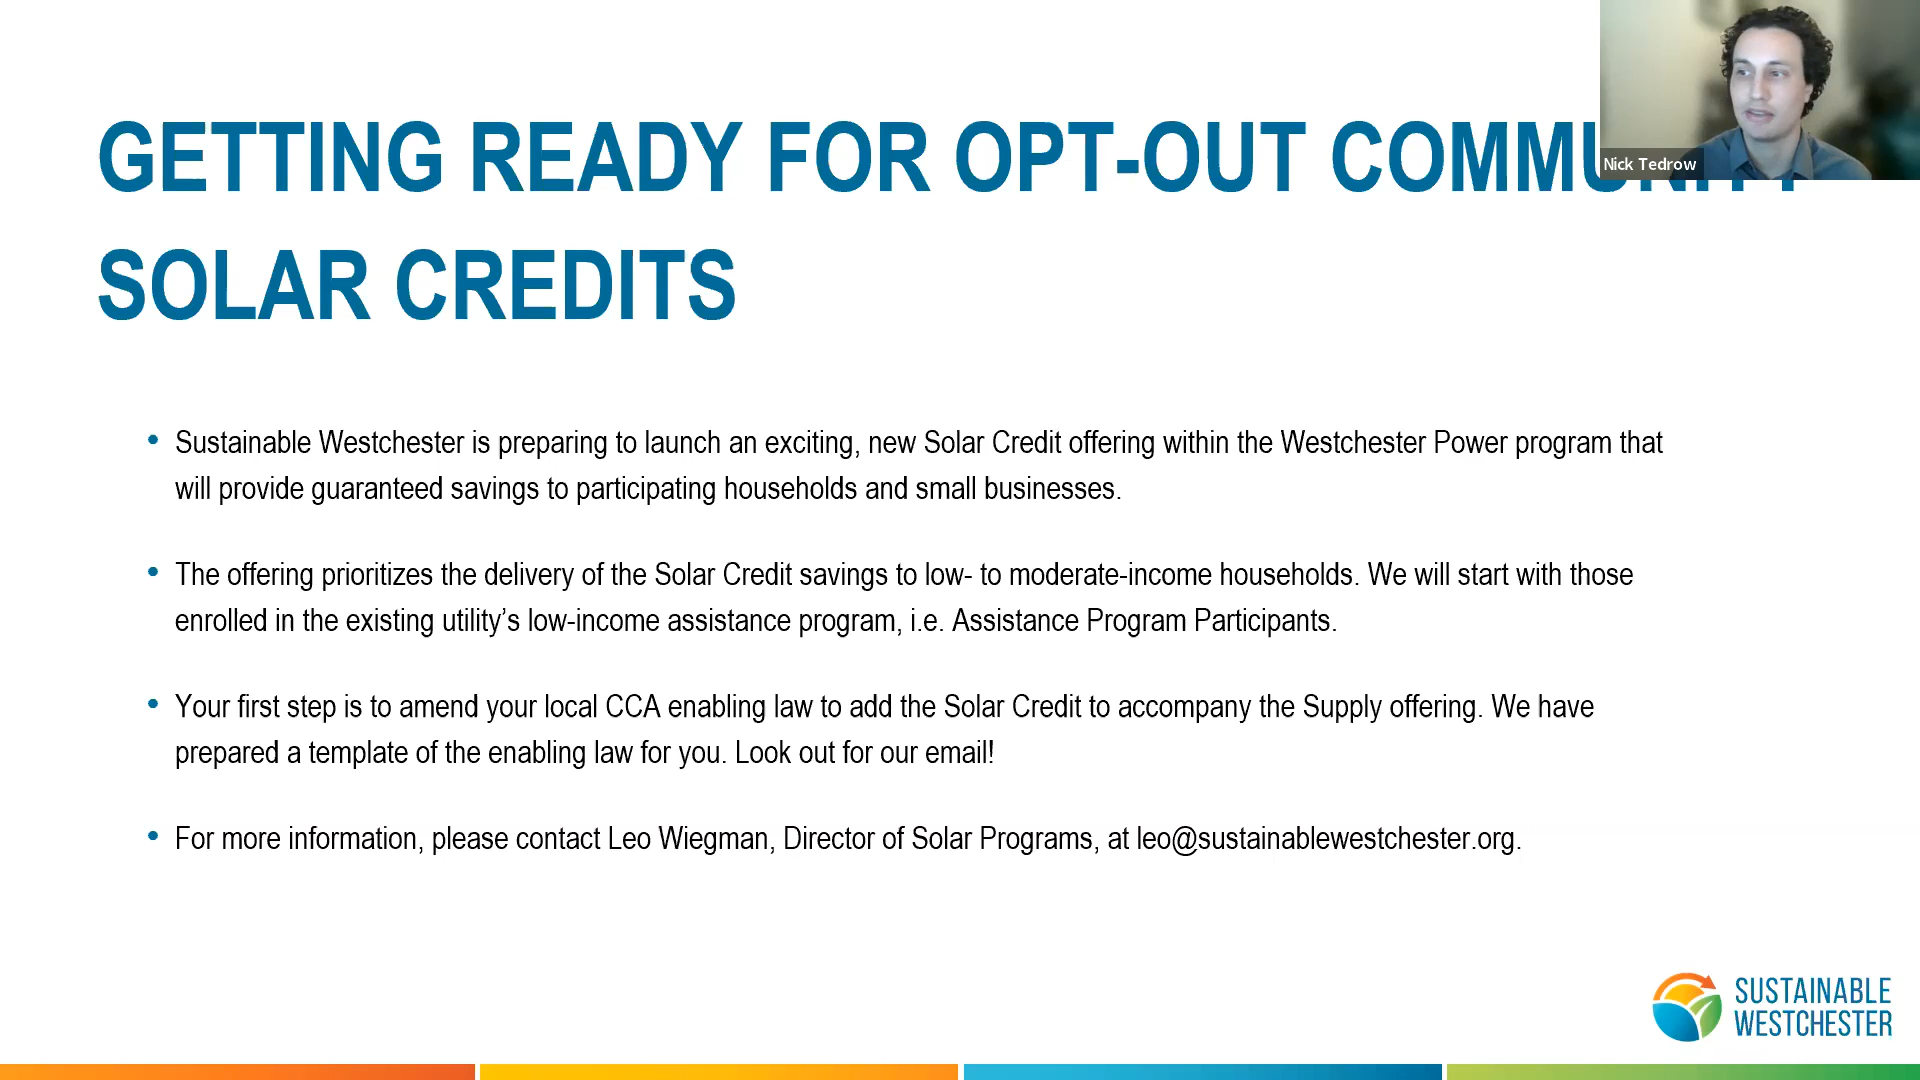 GETTING READY FOR OPT-OUT COMMUNITY
SOLAR CREDITS
Nick Tedrow
• Sustainable Westchester is preparing to launch an exciting, new Solar Credit offering within the Westchester Power program that
will provide guaranteed savings to participating households and small businesses.
• The offering prioritizes the delivery of the Solar Credit savings to low- to moderate-income households. We will start with those
enrolled in the existing utility’s low-income assistance program, i.e. Assistance Program Participants.
• Your first step is to amend your local CCA enabling law to add the Solar Credit to accompany the Supply offering. We have
prepared a template of the enabling law for you. Look out for our email!
• For more information, please contact Leo Wiegman, Director of Solar Programs, at leo@sustainablewestchester.org.
SUSTAINABLE
WESTCHESTER